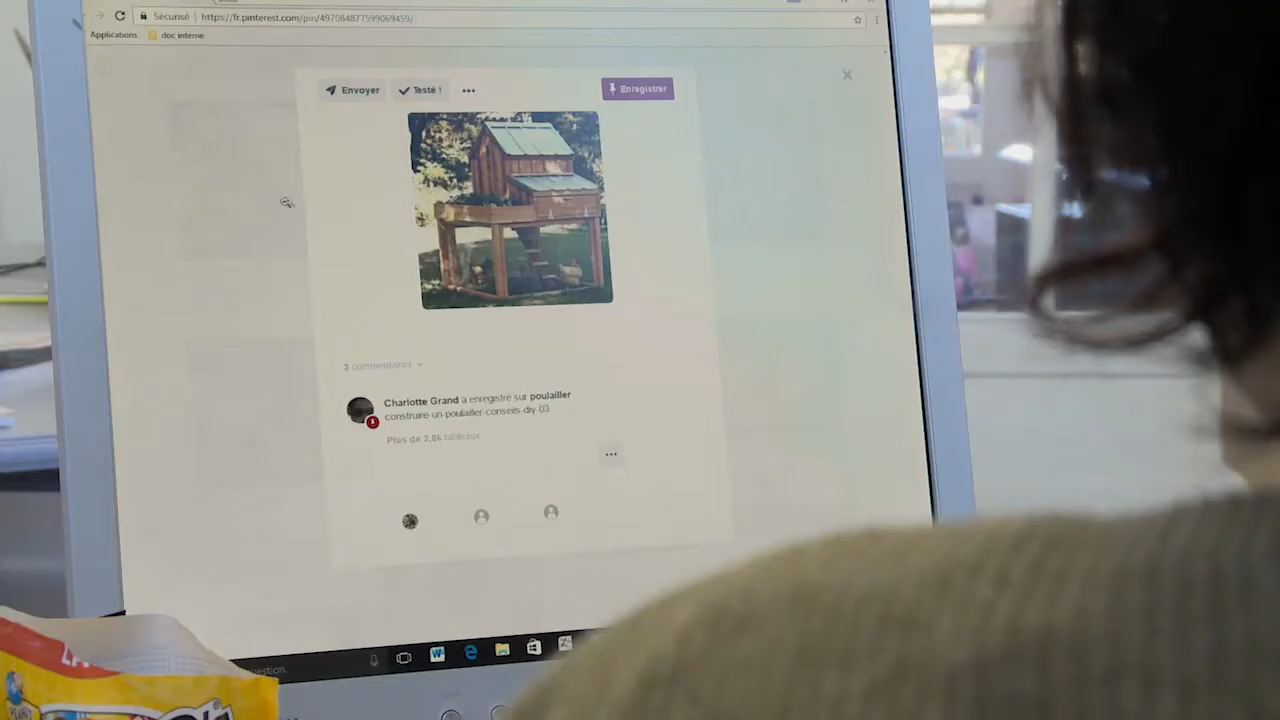 Sécurisé https://fr.pinterest.com/pin/497084877599069459/
Applications doc interne
Envoyer Testé ! Enregistrer
3 commentaires
Charlotte Grand a enregistré sur poulailler
construire-un-poulailler-conseils-diy-03
Plus de 3,8k tableaux
question.